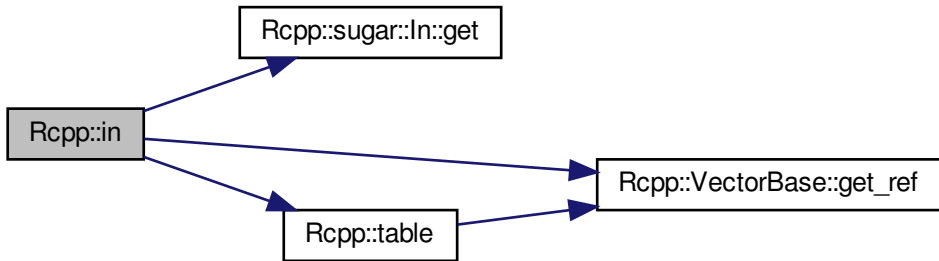 Rcpp::sugar::In::get
Rcpp::in
Rcpp::VectorBase::get_ref
Rcpp::table